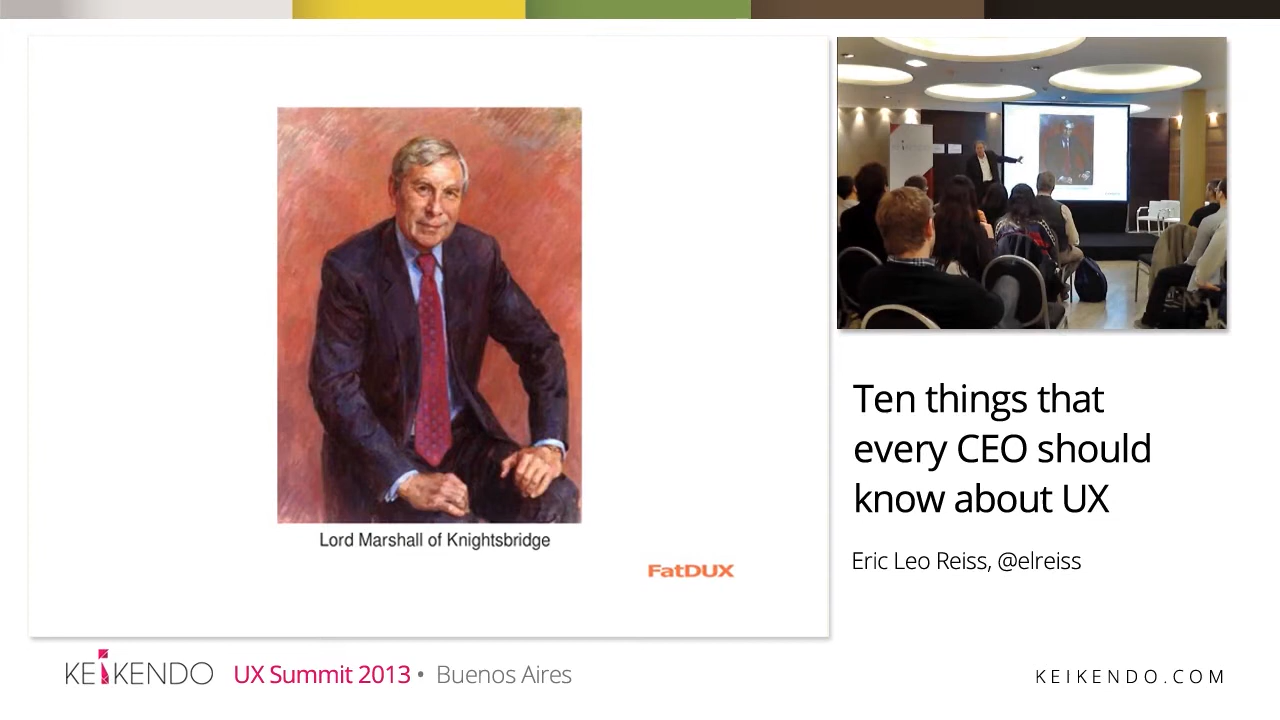 Lord Marshall of Knightsbridge
FatDUX
Ten things that
every CEO should
know about UX
Eric Leo Reiss, @elreiss
KEIKENDO UX Summit 2013 • Buenos Aires
KEIKENDO.COM